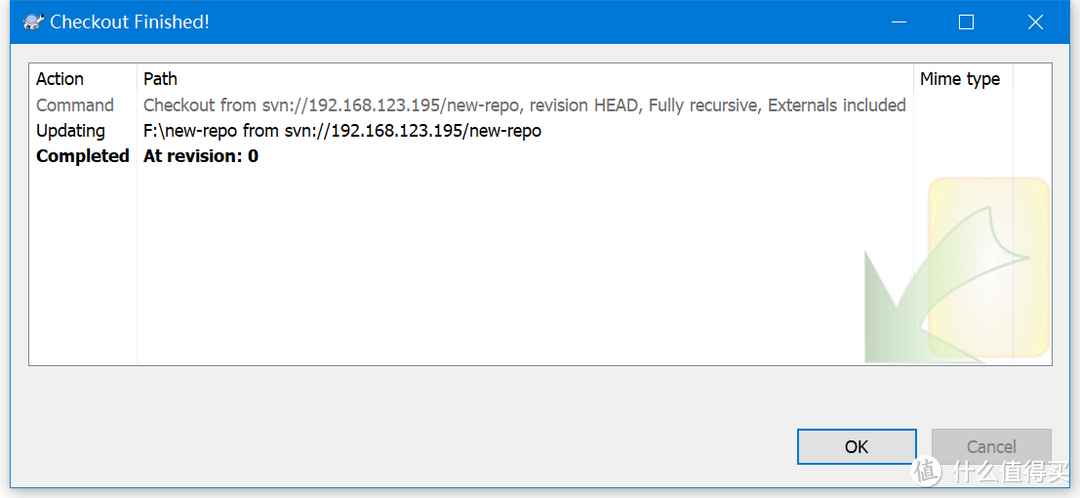 Checkout Finished!
Action Path Mime type
Command Checkout from svn://192.168.123.195/new-repo, revision HEAD, Fully recursive, Externals included
Updating F:\new-repo from svn://192.168.123.195/new-repo
Completed At revision: 0
OK Cancel
值 什么值得买